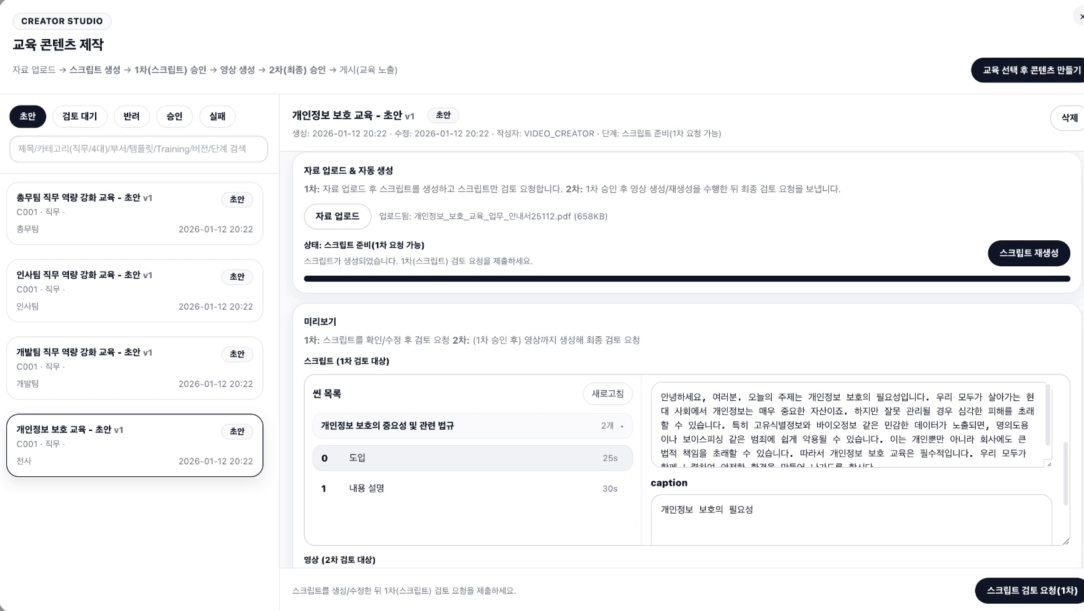 CREATOR STUDIO
교육 콘텐츠 제작
자료 업로드 → 스크립트 생성 → 1차(스크립트) 승인 → 영상 생성 → 2차(최종) 승인 → 게시(교육 노출)
교육 선택 후 콘텐츠 만들기
초안
검토 대기
반려
승인
실패
제목/카테고리(직무/4대)/부서/템플릿/Training/버전/단계 검색
총무팀 직무 역량 강화 교육 - 초안 v1
초안
C001 · 직무 ·
총무팀
2026-01-12 20:22
인사팀 직무 역량 강화 교육 - 초안 v1
초안
C001 · 직무 ·
인사팀
2026-01-12 20:22
개발팀 직무 역량 강화 교육 - 초안 v1
초안
C001 · 직무 ·
개발팀
2026-01-12 20:22
개인정보 보호 교육 - 초안 v1
초안
C001 · 직무 ·
전사
2026-01-12 20:22
개인정보 보호 교육 - 초안 v1
초안
생성: 2026-01-12 20:22 · 수정: 2026-01-12 20:22 · 작성자: VIDEO_CREATOR · 단계: 스크립트 준비(1차 요청 가능)
삭제
자료 업로드 & 자동 생성
1차: 자료 업로드 후 스크립트를 생성하고 스크립트만 검토 요청합니다. 2차: 1차 승인 후 영상 생성/재생성을 수행한 뒤 최종 검토 요청을 보냅니다.
자료 업로드
업로드됨: 개인정보_보호_교육_업무_안내서25112.pdf (658KB)
상태: 스크립트 준비(1차 요청 가능)
스크립트가 생성되었습니다. 1차(스크립트) 검토 요청을 제출하세요.
스크립트 재생성
미리보기
1차: 스크립트를 확인/수정 후 검토 요청 2차: (1차 승인 후) 영상까지 생성해 최종 검토 요청
스크립트 (1차 검토 대상)
씬 목록
새로고침
개인정보 보호의 중요성 및 관련 법규
2개
0 도입 25s
1 내용 설명 30s
안녕하세요, 여러분. 오늘의 주제는 개인정보 보호의 필요성입니다. 우리 모두가 살아가는 현
대 사회에서 개인정보는 매우 중요한 자산이죠. 하지만 잘못 관리될 경우 심각한 피해를 초래
할 수 있습니다. 특히 고유식별정보와 바이오정보 같은 민감한 데이터가 노출되면, 명의도용
이나 보이스피싱 같은 범죄에 쉽게 악용될 수 있습니다. 이는 개인뿐만 아니라 회사에도 큰
법적 책임을 초래할 수 있습니다. 따라서 개인정보 보호 교육은 필수적입니다. 우리 모두가
caption
개인정보 보호의 필요성
영상 (2차 검토 대상)
스크립트를 생성/수정한 뒤 1차(스크립트) 검토 요청을 제출하세요.
스크립트 검토 요청(1차)